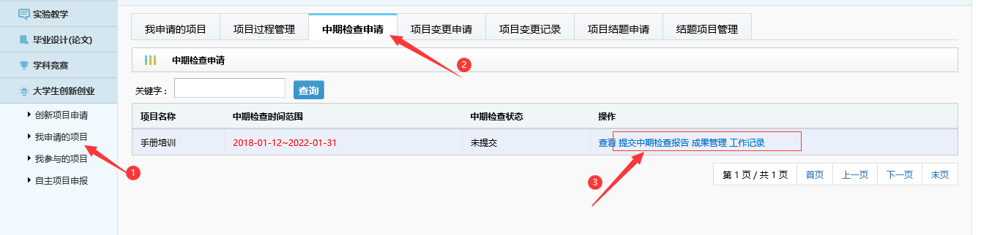 实验教学
毕业设计(论文)
学科竞赛
大学生创新创业
创新项目申请
我申请的项目
我参与的项目
自主项目申报
1
我申请的项目 项目过程管理 中期检查申请 项目变更申请 项目变更记录 项目结题申请 结题项目管理
2
中期检查申请
关键字： 查询
项目名称 中期检查时间范围 中期检查状态 操作
手册培训 2018-01-12~2022-01-31 未提交 查看 提交中期检查报告 成果管理 工作记录
3
第 1 页 / 共 1 页 首页 上一页 下一页 末页